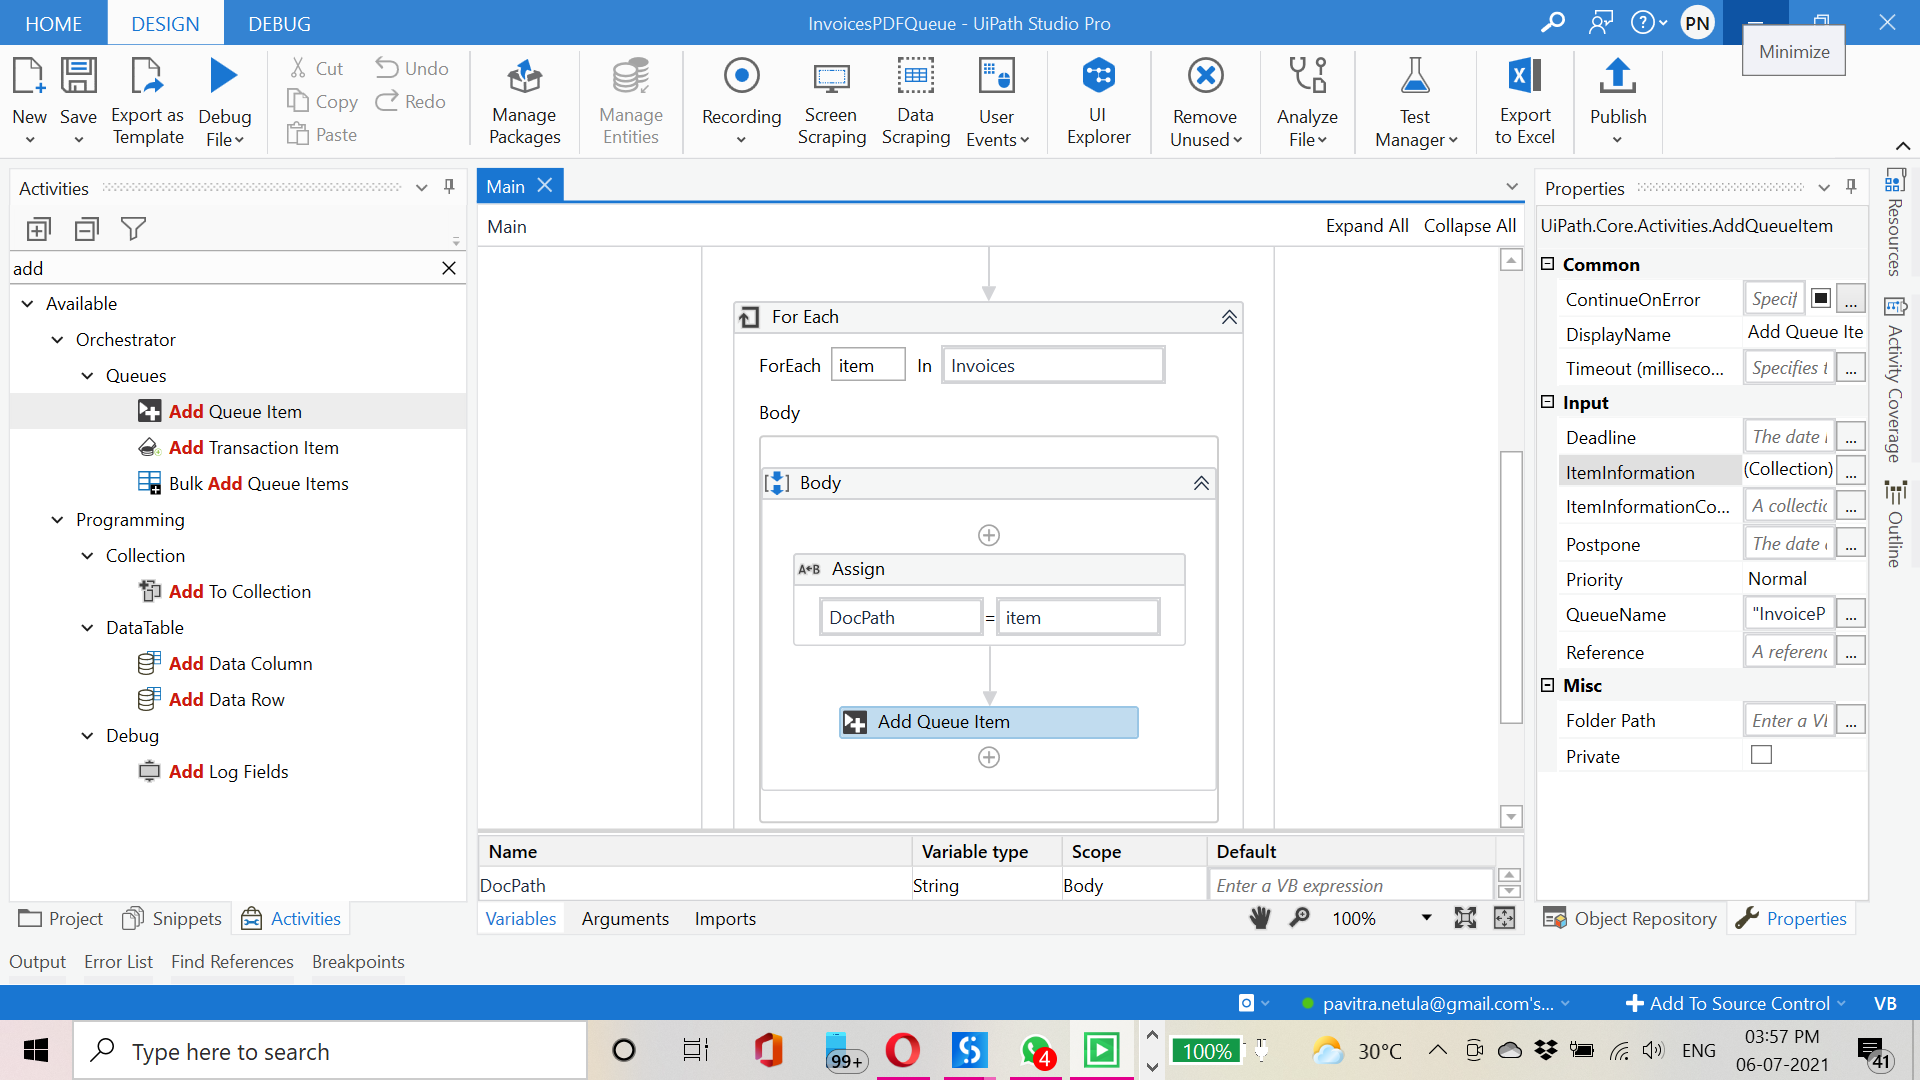 HOME DESIGN DEBUG InvoicesPDFQueue - UiPath Studio Pro PN
Minimize
New Save Export as Template Debug File Cut Copy Paste Undo Redo Manage Packages Manage Entities Recording Screen Scraping Data Scraping User Events UI Explorer Remove Unused Analyze File Test Manager Export to Excel Publish
Activities
add
Available
Orchestrator
Queues
Add Queue Item
Add Transaction Item
Bulk Add Queue Items
Programming
Collection
Add To Collection
DataTable
Add Data Column
Add Data Row
Debug
Add Log Fields
Project Snippets Activities
Main
Main Expand All Collapse All
For Each
ForEach item In Invoices
Body
Body
A B Assign
DocPath = item
Add Queue Item
Name Variable type Scope Default
DocPath String Body Enter a VB expression
Variables Arguments Imports 100%
Properties
UiPath.Core.Activities.AddQueueItem
Common
ContinueOnError Specif ...
DisplayName Add Queue Ite
Timeout (milliseco... Specifies t ...
Input
Deadline The date ...
ItemInformation (Collection) ...
ItemInformationCo... A collectic ...
Postpone The date ...
Priority Normal
QueueName "InvoiceP ...
Reference A referenc ...
Misc
Folder Path Enter a VI ...
Private
Object Repository Properties
Resources
Activity Coverage
Outline
Output Error List Find References Breakpoints
pavitra.netula@gmail.com's... Add To Source Control VB
Type here to search 99+ 4 100% 30°C ENG 03:57 PM
06-07-2021 41